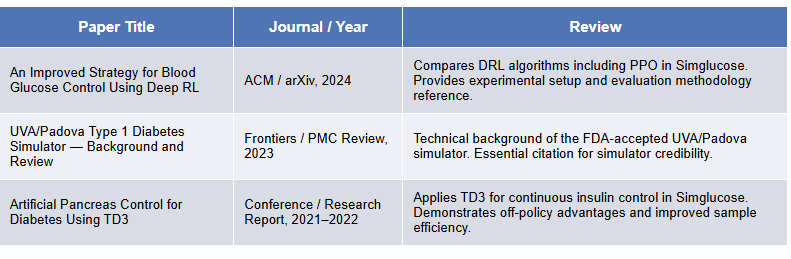 Paper Title
Journal / Year
Review
An Improved Strategy for Blood
Glucose Control Using Deep RL
ACM / arXiv, 2024
Compares DRL algorithms including PPO in Simglucose.
Provides experimental setup and evaluation methodology
reference.
UVA/Padova Type 1 Diabetes
Simulator — Background and
Review
Frontiers / PMC Review,
2023
Technical background of the FDA-accepted UVA/Padova
simulator. Essential citation for simulator credibility.
Artificial Pancreas Control for
Diabetes Using TD3
Conference / Research
Report, 2021–2022
Applies TD3 for continuous insulin control in Simglucose.
Demonstrates off-policy advantages and improved sample
efficiency.